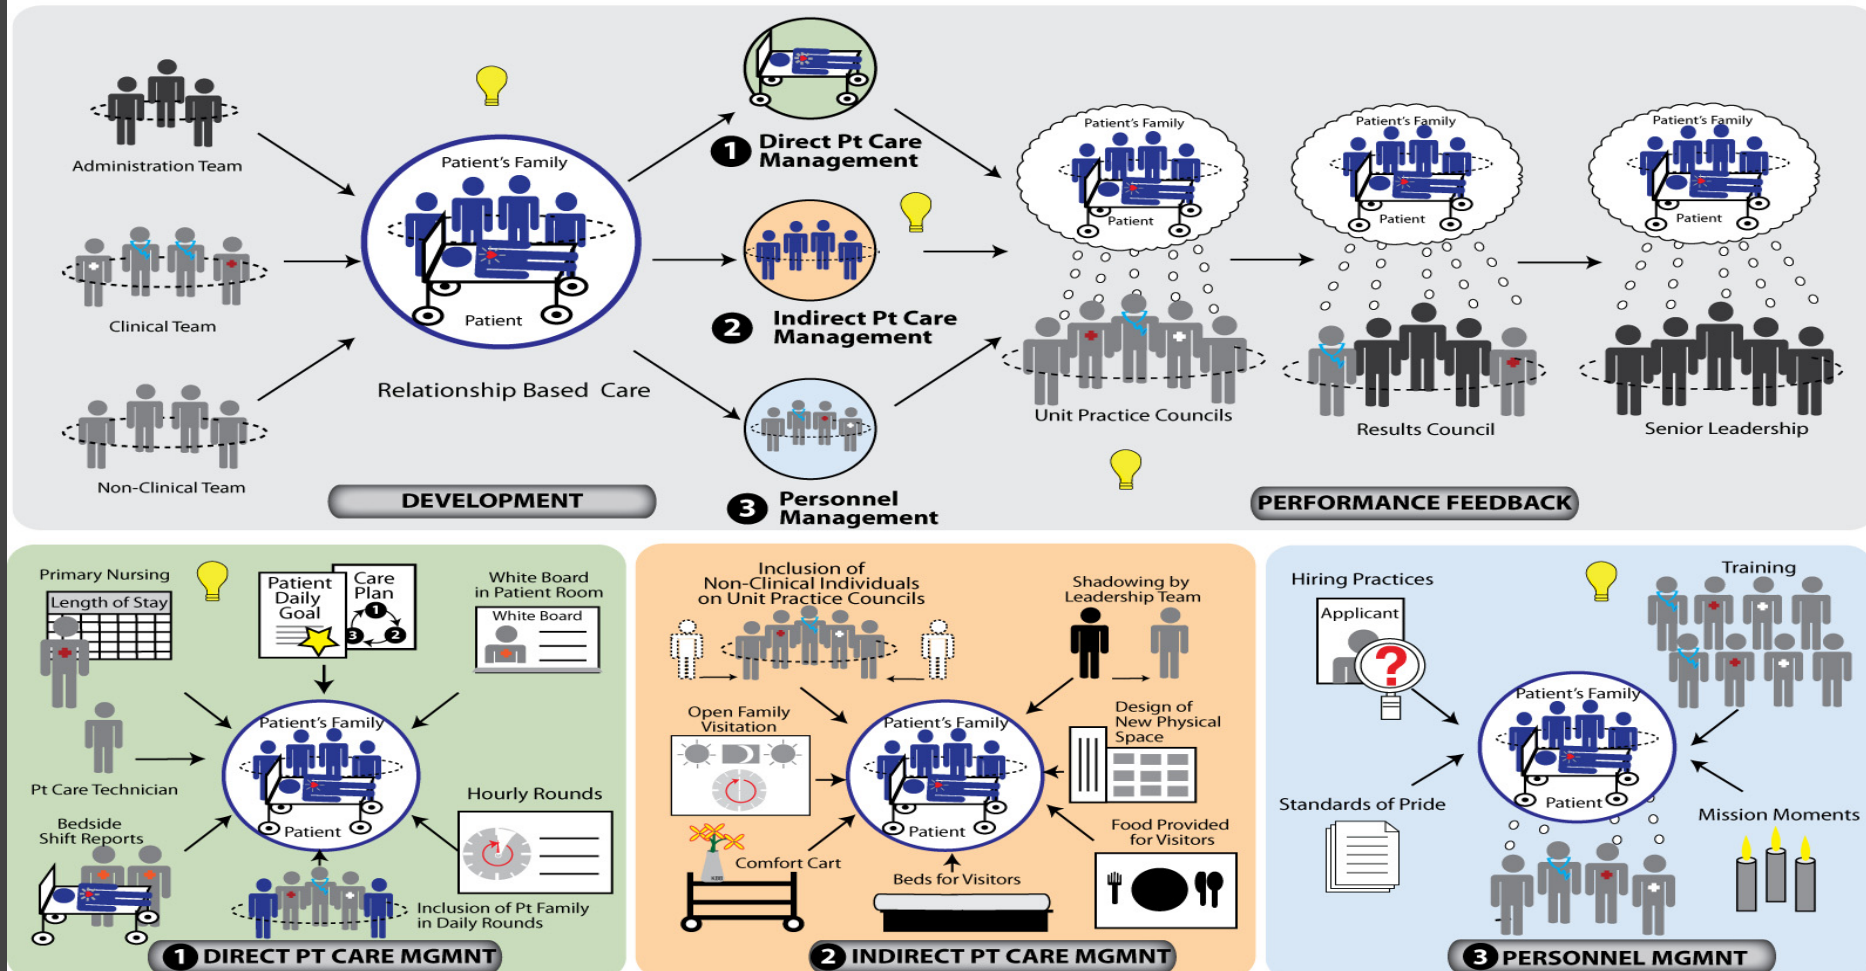 Administration Team
Clinical Team
Non-Clinical Team
Patient's Family
Patient
Relationship Based Care
DEVELOPMENT
1 Direct Pt Care
Management
2 Indirect Pt Care
Management
3 Personnel
Management
Patient's Family
Patient
Unit Practice Councils
Patient's Family
Patient
Results Council
Patient's Family
Patient
Senior Leadership
PERFORMANCE FEEDBACK
Primary Nursing
Length of Stay
Patient
Daily
Goal
Care
Plan
1
2
3
White Board
in Patient Room
White Board
Pt Care Technician
Patient's Family
Patient
Hourly Rounds
Bedside
Shift Reports
Inclusion of Pt Family
in Daily Rounds
1 DIRECT PT CARE MGMNT
Inclusion of
Non-Clinical Individuals
on Unit Practice Councils
Shadowing by
Leadership Team
Open Family
Visitation
Patient's Family
Patient
Design of
New Physical
Space
Comfort Cart
Beds for Visitors
Food Provided
for Visitors
2 INDIRECT PT CARE MGMNT
Hiring Practices
Applicant
?
Training
Patient's Family
Patient
Standards of Pride
Mission Moments
3 PERSONNEL MGMNT